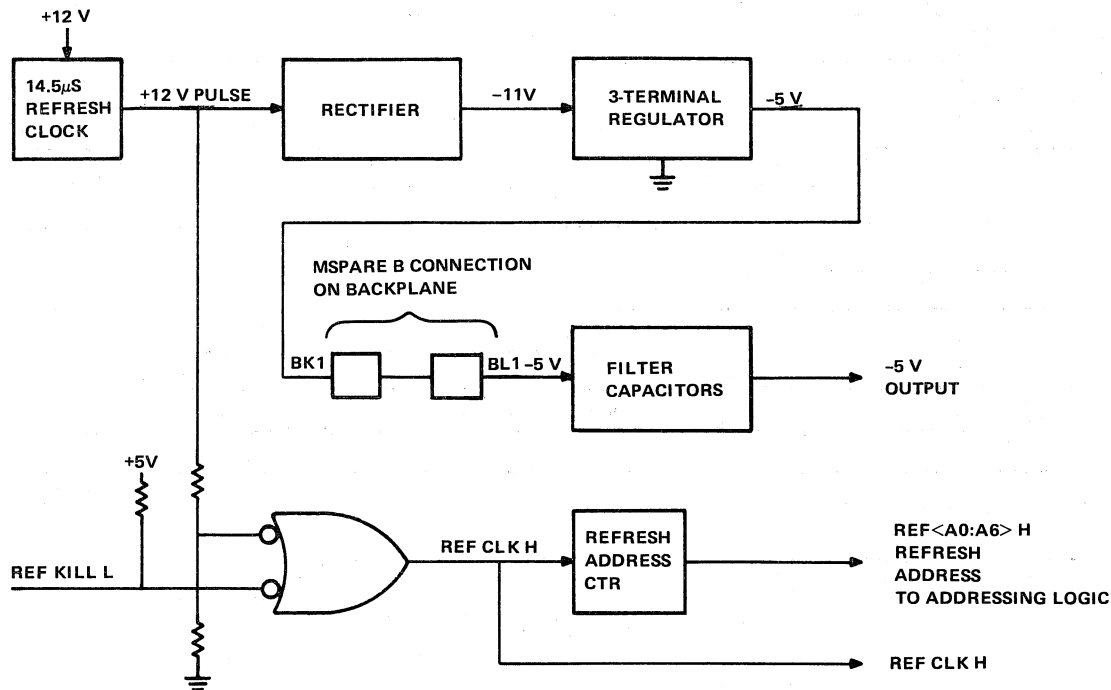 +12 V
14.5μS
REFRESH
CLOCK
+12 V PULSE
RECTIFIER
–11V
3-TERMINAL
REGULATOR
–5 V
MSPARE B CONNECTION
ON BACKPLANE
BK1
BL1 –5 V
FILTER
CAPACITORS
–5 V
OUTPUT
+5V
REF KILL L
REF CLK H
REFRESH
ADDRESS
CTR
REF<A0:A6> H
REFRESH
ADDRESS
TO ADDRESSING LOGIC
REF CLK H